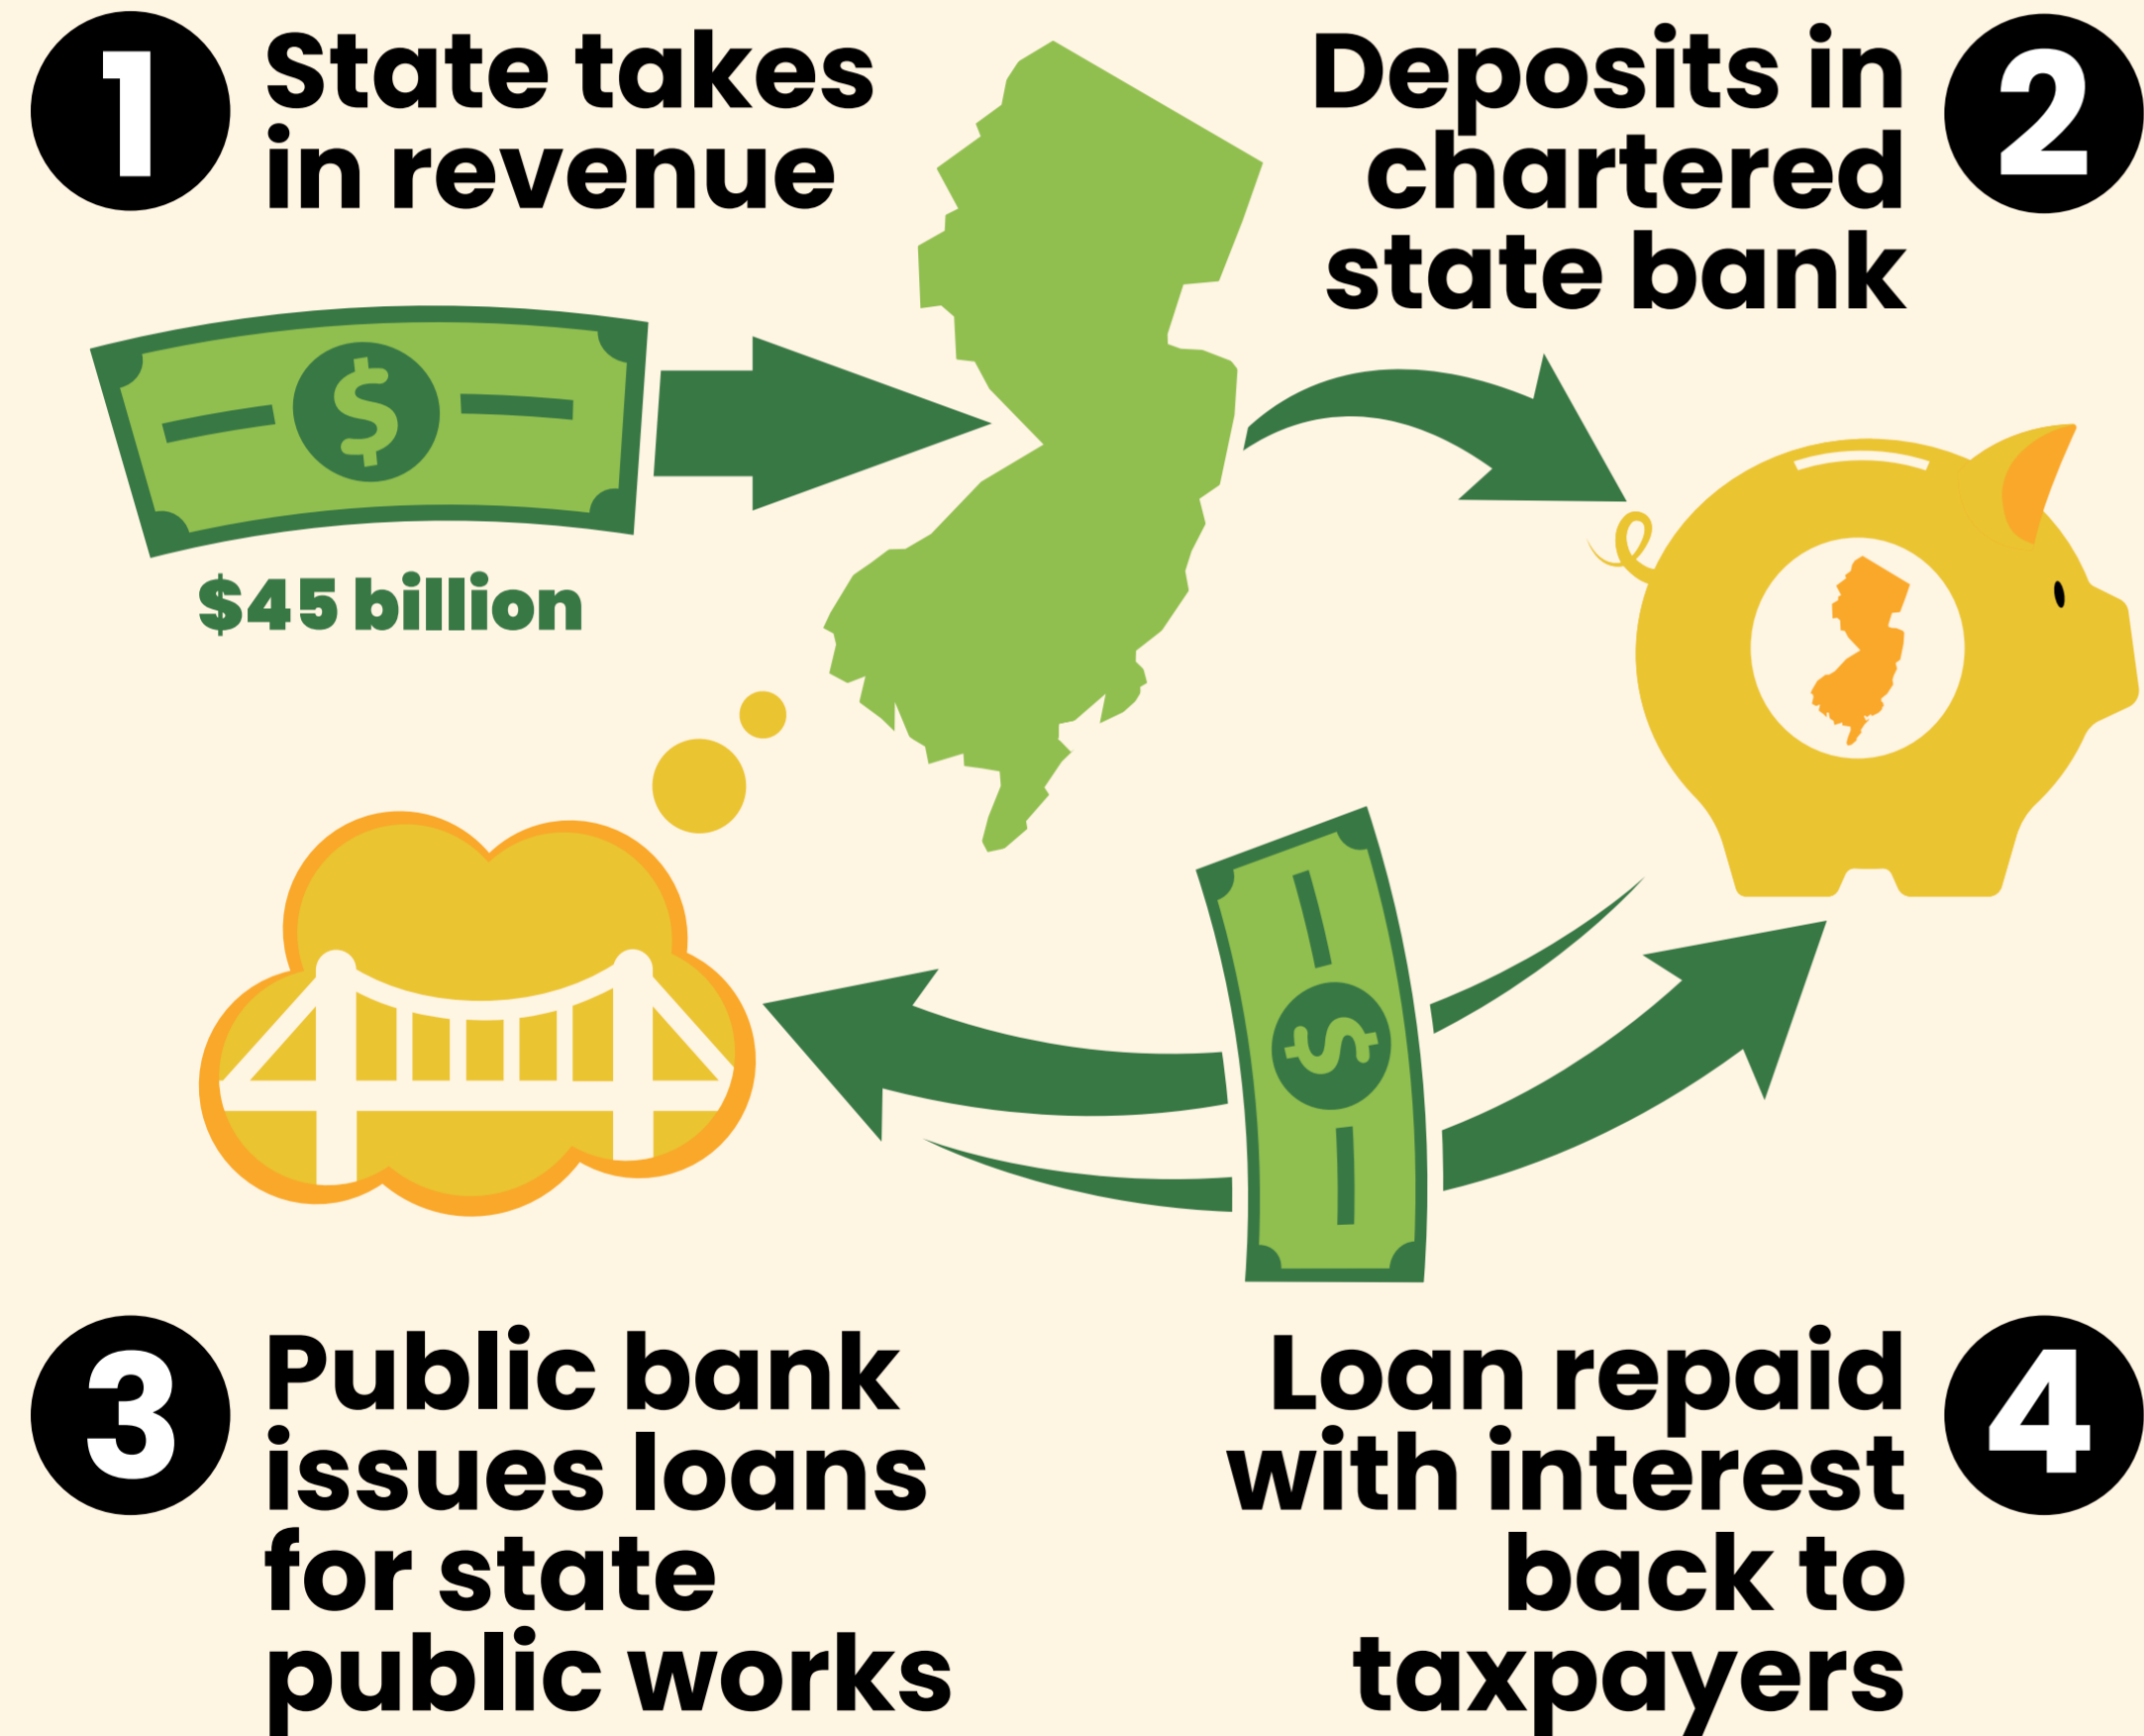 1
State takes
in revenue
2
Deposits in
chartered
state bank
$
$45 billion
$
3
Public bank
issues loans
for state
public works
4
Loan repaid
with interest
back to
taxpayers